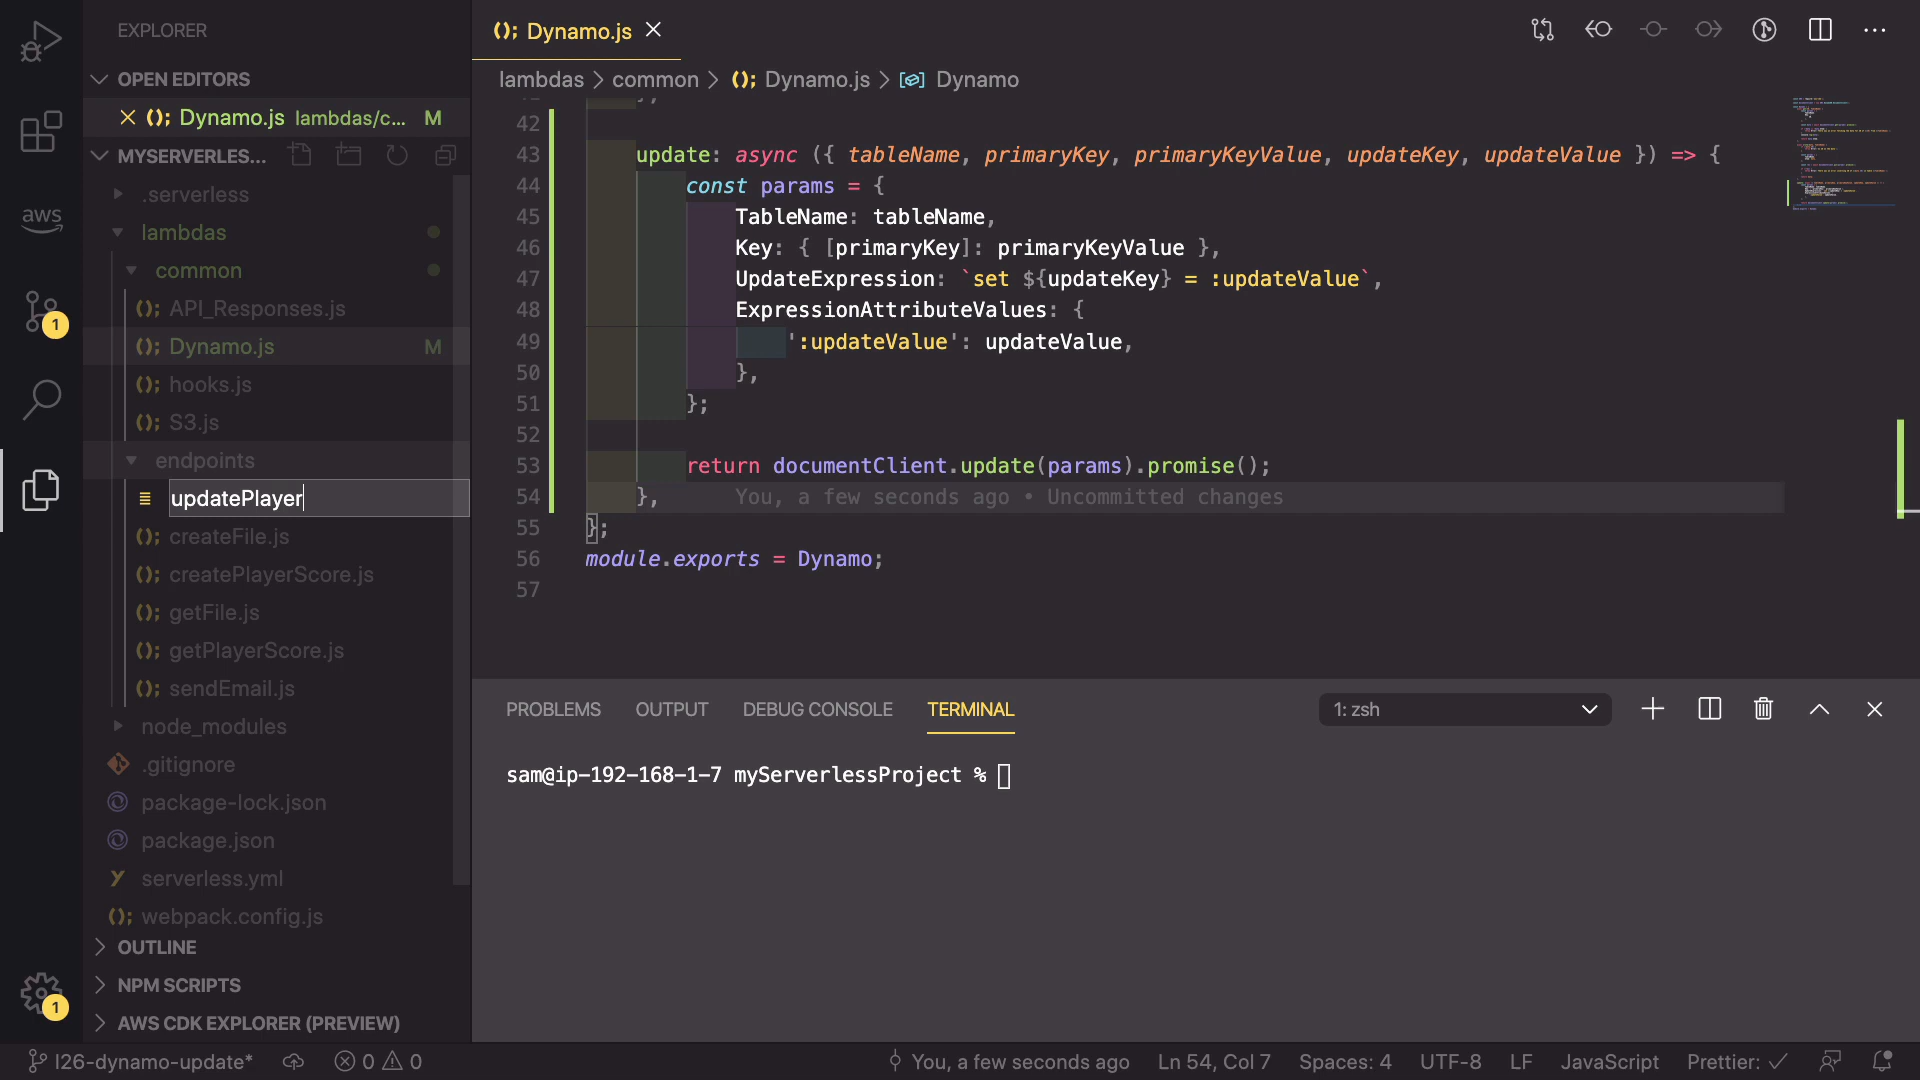 EXPLORER
OPEN EDITORS
Dynamo.js lambdas/c... M
MYSERVERLES...
.serverless
lambdas
common
API_Responses.js
Dynamo.js M
hooks.js
S3.js
endpoints
updatePlayer
createFile.js
createPlayerScore.js
getFile.js
getPlayerScore.js
sendEmail.js
node_modules
.gitignore
package-lock.json
package.json
serverless.yml
webpack.config.js
OUTLINE
NPM SCRIPTS
AWS CDK EXPLORER (PREVIEW)
aws
1
1
Dynamo.js
lambdas > common > Dynamo.js > Dynamo
42
43 update: async ({ tableName, primaryKey, primaryKeyValue, updateKey, updateValue }) => {
44 const params = {
45 TableName: tableName,
46 Key: { [primaryKey]: primaryKeyValue },
47 UpdateExpression: `set ${updateKey} = :updateValue`,
48 ExpressionAttributeValues: {
49 ':updateValue': updateValue,
50 },
51 };
52
53 return documentClient.update(params).promise();
54 }, You, a few seconds ago • Uncommitted changes
55 };
56 module.exports = Dynamo;
57
PROBLEMS OUTPUT DEBUG CONSOLE TERMINAL 1: zsh
sam@ip-192-168-1-7 myServerlessProject %
l26-dynamo-update* 0 0 You, a few seconds ago Ln 54, Col 7 Spaces: 4 UTF-8 LF JavaScript Prettier: ✓